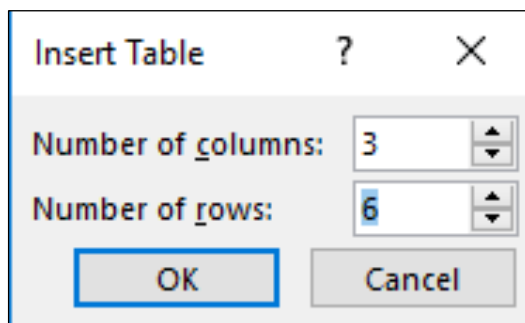 Insert Table ?
Number of columns: 3
Number of rows: 6
OK Cancel